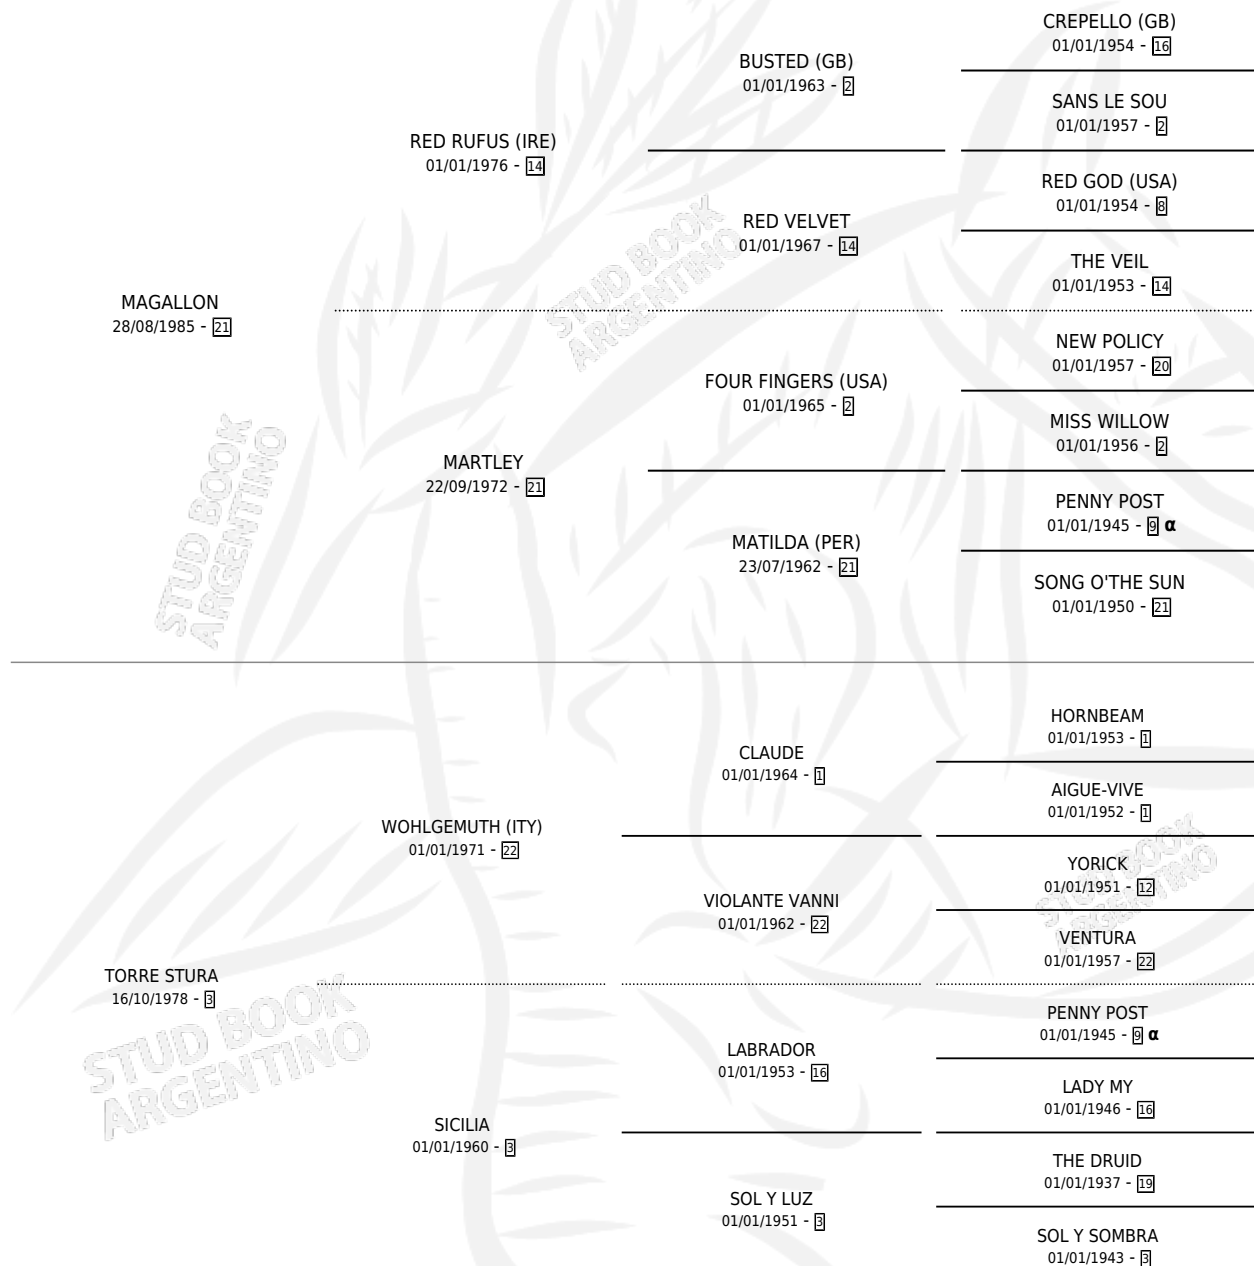 CREPELLO (GB)
01/01/1954 - 16
BUSTED (GB)
01/01/1963 - 2
SANS LE SOU
01/01/1957 - 2
RED RUFUS (IRE)
01/01/1976 - 14
RED GOD (USA)
01/01/1954 - 8
RED VELVET
01/01/1967 - 14
THE VEIL
01/01/1953 - 14
MAGALLON
28/08/1985 - 21
NEW POLICY
01/01/1957 - 20
FOUR FINGERS (USA)
01/01/1965 - 2
MISS WILLOW
01/01/1956 - 2
MARTLEY
22/09/1972 - 21
PENNY POST
01/01/1945 - 9 α
MATILDA (PER)
23/07/1962 - 21
SONG O'THE SUN
01/01/1950 - 21
HORNBEAM
01/01/1953 - 1
CLAUDE
01/01/1964 - 1
AIGUE-VIVE
01/01/1952 - 1
WOHLGEMUTH (ITY)
01/01/1971 - 22
YORICK
01/01/1951 - 12
VIOLANTE VANNI
01/01/1962 - 22
VENTURA
01/01/1957 - 22
TORRE STURA
16/10/1978 - 3
PENNY POST
01/01/1945 - 9 α
LABRADOR
01/01/1953 - 16
LADY MY
01/01/1946 - 16
SICILIA
01/01/1960 - 3
THE DRUID
01/01/1937 - 19
SOL Y LUZ
01/01/1951 - 3
SOL Y SOMBRA
01/01/1943 - 3
STUD BOOK
ARGENTINO
STUD BOOK
ARGENTINO
STUD BOOK
ARGENTINO
STUD BOOK
ARGENTINO